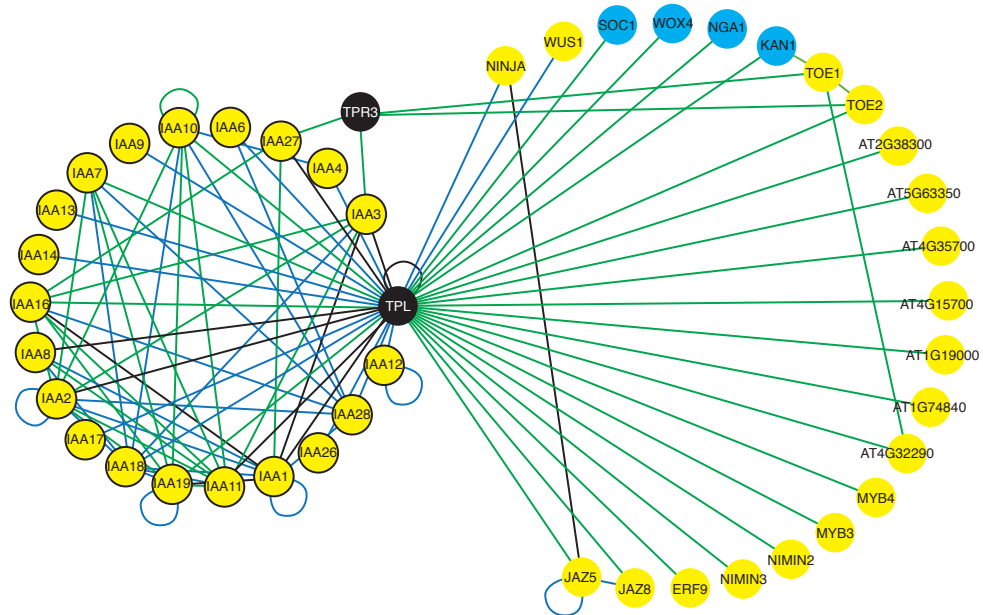 SOC1
WOX4
NGA1
KAN1
WUS1
NINJA
TOE1
TOE2
TPR3
IAA10
IAA6
IAA27
IAA9
IAA4
IAA7
IAA3
IAA13
IAA14
IAA16
IAA8
IAA2
IAA17
IAA18
IAA19
IAA11
IAA1
IAA26
IAA28
IAA12
TPL
AT2G38300
AT5G63350
AT4G35700
AT4G15700
AT1G19000
AT1G74840
AT4G32290
MYB4
MYB3
NIMIN2
NIMIN3
ERF9
JAZ8
JAZ5